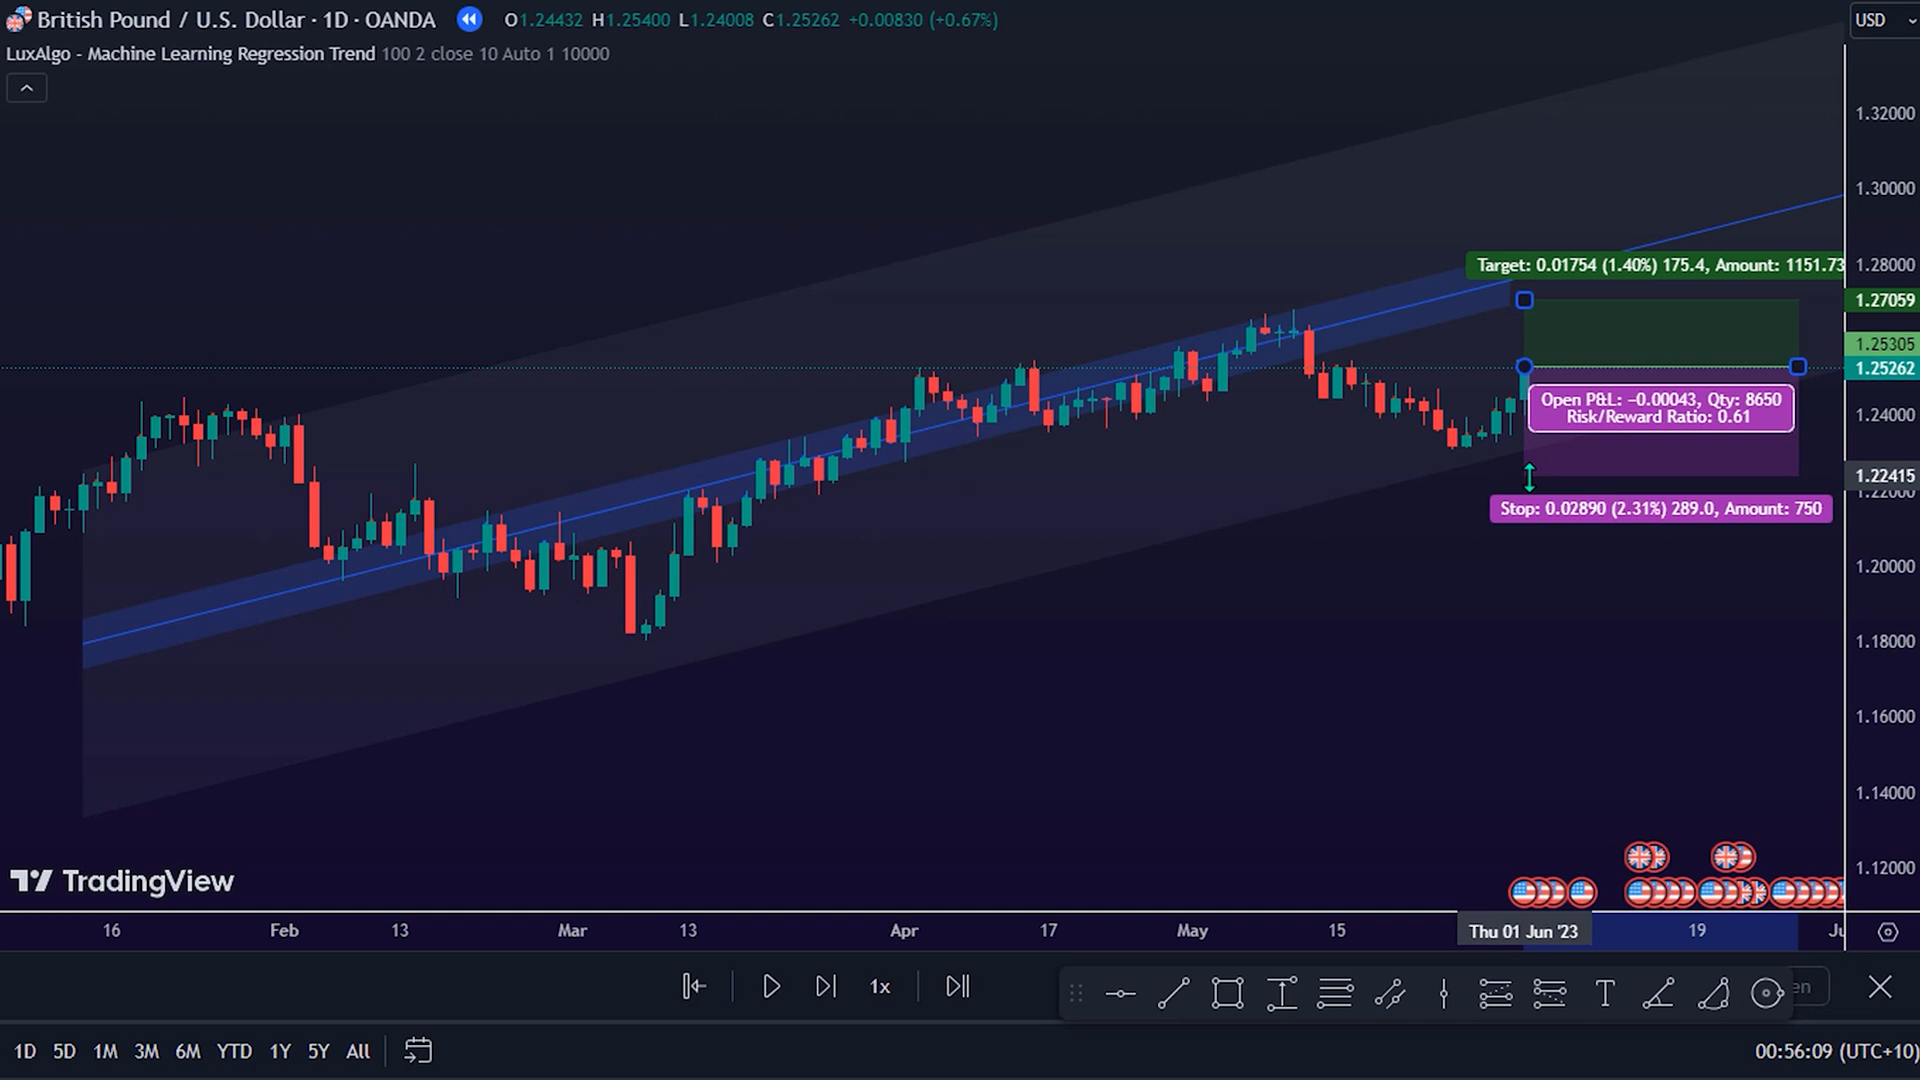 British Pound / U.S. Dollar · 1D · OANDA
O1.24432 H1.25400 L1.24008 C1.25262 +0.00830 (+0.67%)
USD
LuxAlgo - Machine Learning Regression Trend 100 2 close 10 Auto 1 10000
1.32000
1.30000
Target: 0.01754 (1.40%) 175.4, Amount: 1151.73
1.28000
1.27059
1.25305
1.25262
Open P&L: −0.00043, Qty: 8650
Risk/Reward Ratio: 0.61
1.24000
1.22415
1.22000
Stop: 0.02890 (2.31%) 289.0, Amount: 750
1.20000
1.18000
1.16000
1.14000
1.12000
TradingView
16 Feb 13 Mar 13 Apr 17 May 15 Thu 01 Jun '23 19
1x
1D 5D 1M 3M 6M YTD 1Y 5Y All
00:56:09 (UTC+10)